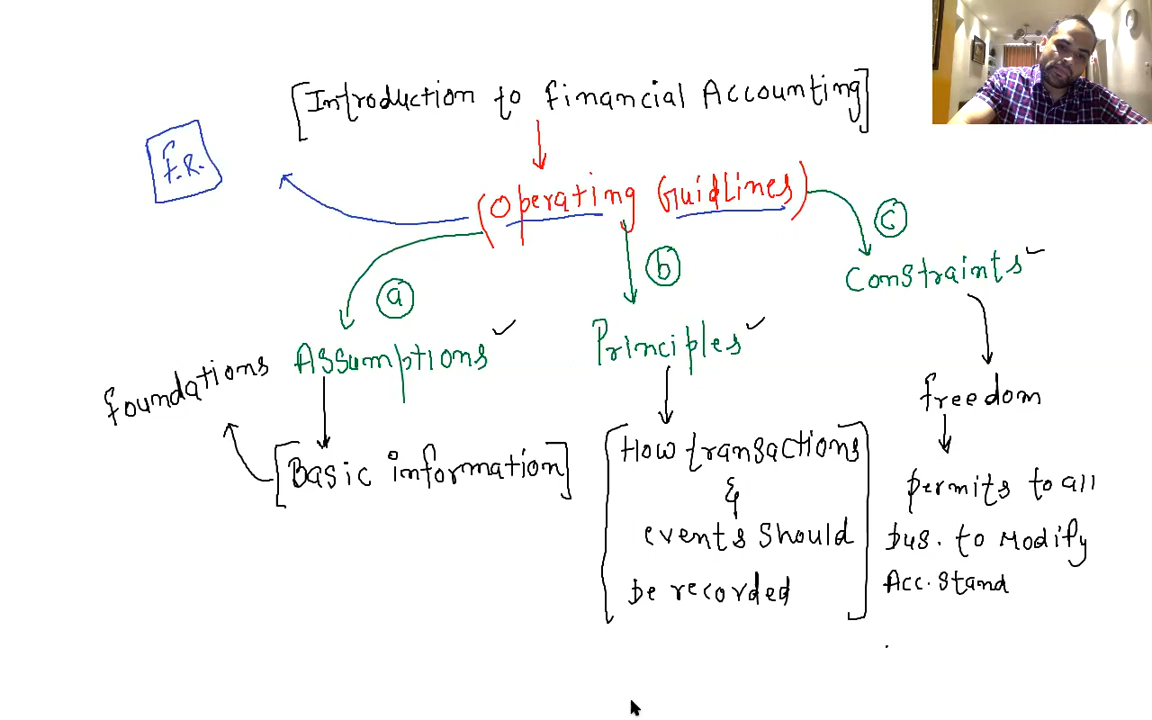 [Introduction to Financial Accounting]
F.R.
(Operating GuidLines)
a
b
c
Assumptions
Principles
Constraints
foundations
[Basic information]
[How transactions
&
events should
be recorded]
freedom
permits to all
bus. to Modify
Acc. Stand